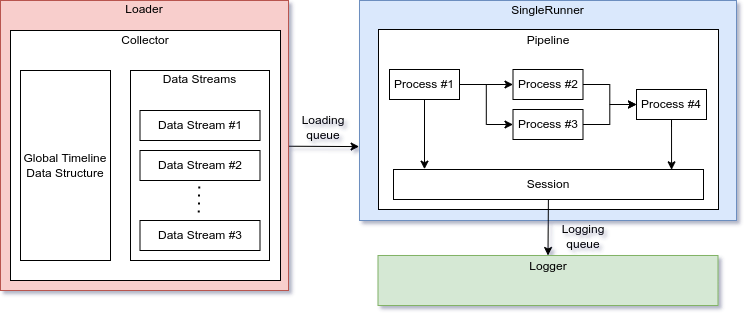 Loader
Collector
Global Timeline
Data Structure
Data Streams
Data Stream #1
Data Stream #2
Data Stream #3
Loading
queue
SingleRunner
Pipeline
Process #1
Process #2
Process #3
Process #4
Session
Logging
queue
Logger